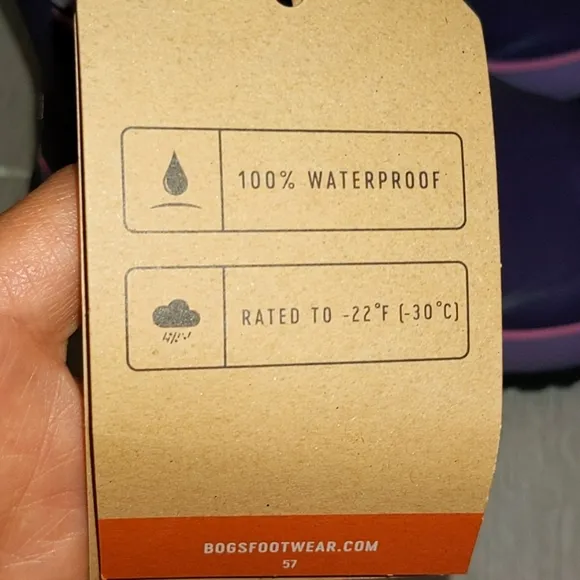 100% WATERPROOF
RATED TO -22°F (-30°C)
BOGSFOOTWEAR.COM
57